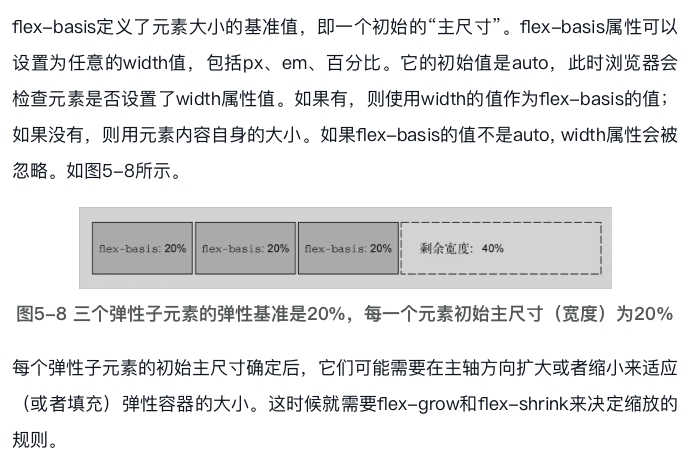 flex-basis定义了元素大小的基准值，即一个初始的“主尺寸”。flex-basis属性可以
设置为任意的width值，包括px、em、百分比。它的初始值是auto，此时浏览器会
检查元素是否设置了width属性值。如果有，则使用width的值作为flex-basis的值；
如果没有，则用元素内容自身的大小。如果flex-basis的值不是auto, width属性会被
忽略。如图5-8所示。
flex-basis: 20% flex-basis: 20% flex-basis: 20% 剩余宽度：40%
图5-8 三个弹性子元素的弹性基准是20%，每一个元素初始主尺寸（宽度）为20%
每个弹性子元素的初始主尺寸确定后，它们可能需要在主轴方向扩大或者缩小来适应
（或者填充）弹性容器的大小。这时候就需要flex-grow和flex-shrink来决定缩放的
规则。